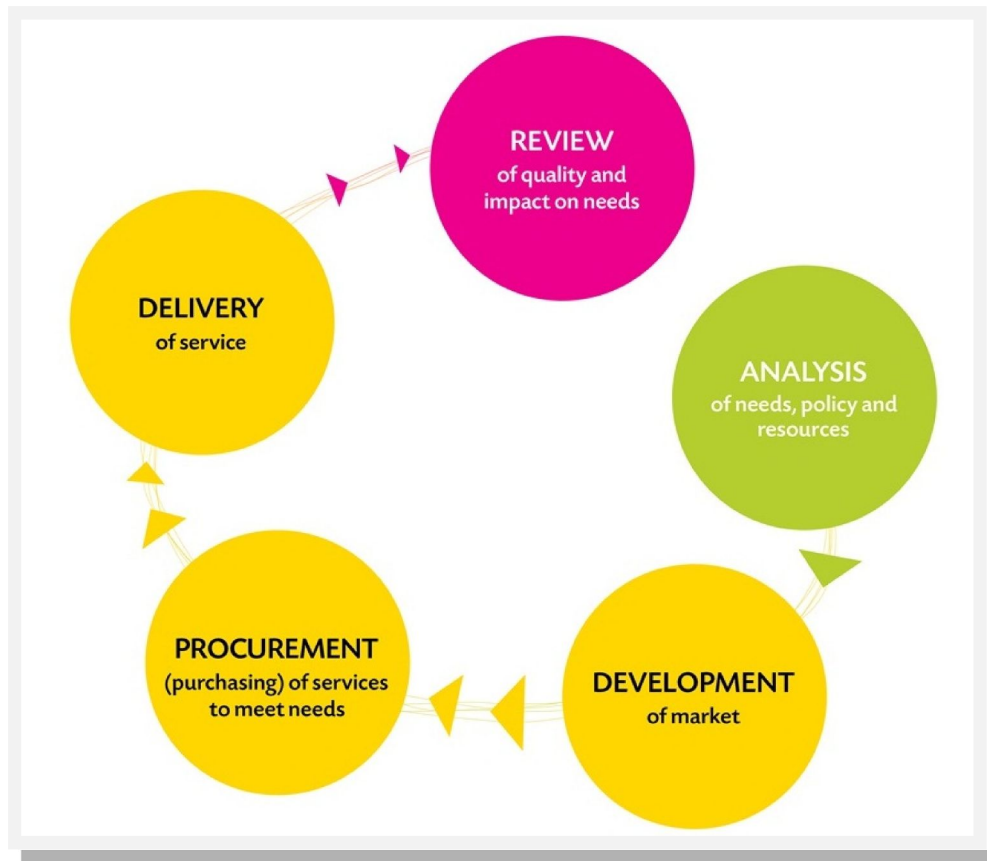 REVIEW
of quality and
impact on needs
DELIVERY
of service
ANALYSIS
of needs, policy and
resources
PROCUREMENT
(purchasing) of services
to meet needs
DEVELOPMENT
of market